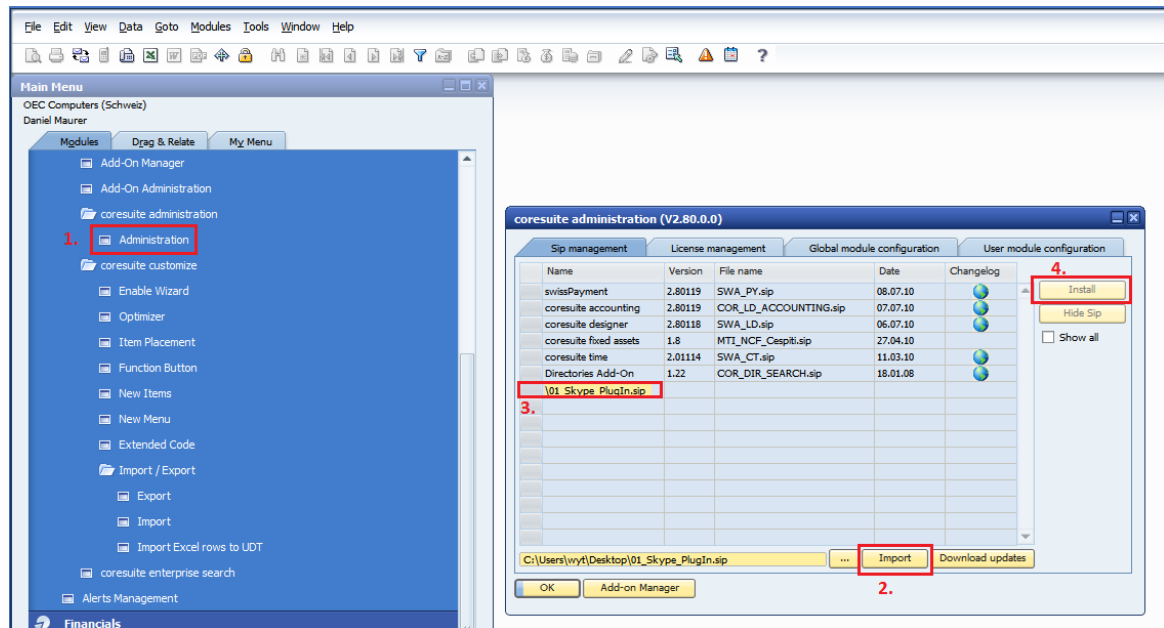 File Edit View Data Goto Modules Tools Window Help
Main Menu
OEC Computers (Schweiz)
Daniel Maurer
Modules Drag & Relate My Menu
Add-On Manager
Add-On Administration
coresuite administration
1. Administration
coresuite customize
Enable Wizard
Optimizer
Item Placement
Function Button
New Items
New Menu
Extended Code
Import / Export
Export
Import
Import Excel rows to UDT
coresuite enterprise search
Alerts Management
Financials
coresuite administration (V2.80.0.0)
Sip management License management Global module configuration User module configuration
Name Version File name Date Changelog
swissPayment 2.80119 SWA_PY.sip 08.07.10
coresuite accounting 2.80119 COR_LD_ACCOUNTING.sip 07.07.10
coresuite designer 2.80118 SWA_LD.sip 06.07.10
coresuite fixed assets 1.8 MTI_NCF_Cespiti.sip 27.04.10
coresuite time 2.01114 SWA_CT.sip 11.03.10
Directories Add-On 1.22 COR_DIR_SEARCH.sip 18.01.08
\01_Skype_PlugIn.sip
3.
4.
Install
Hide Sip
Show all
C:\Users\wyt\Desktop\01_Skype_PlugIn.sip ... Import Download updates
2.
OK Add-on Manager